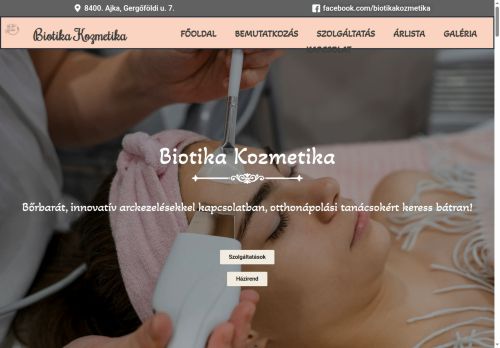 8400. Ajka, Gergőföldi u. 7.
facebook.com/biotikakozmetika
Biotika Kozmetika
FŐOLDAL BEMUTATKOZÁS SZOLGÁLTATÁS ÁRLISTA GALÉRIA
KAPCSOLAT
Biotika Kozmetika
Bőrbarát, innovatív arckezelésekkel kapcsolatban, otthonápolási tanácsokért keress bátran!
Szolgáltatások
Házirend